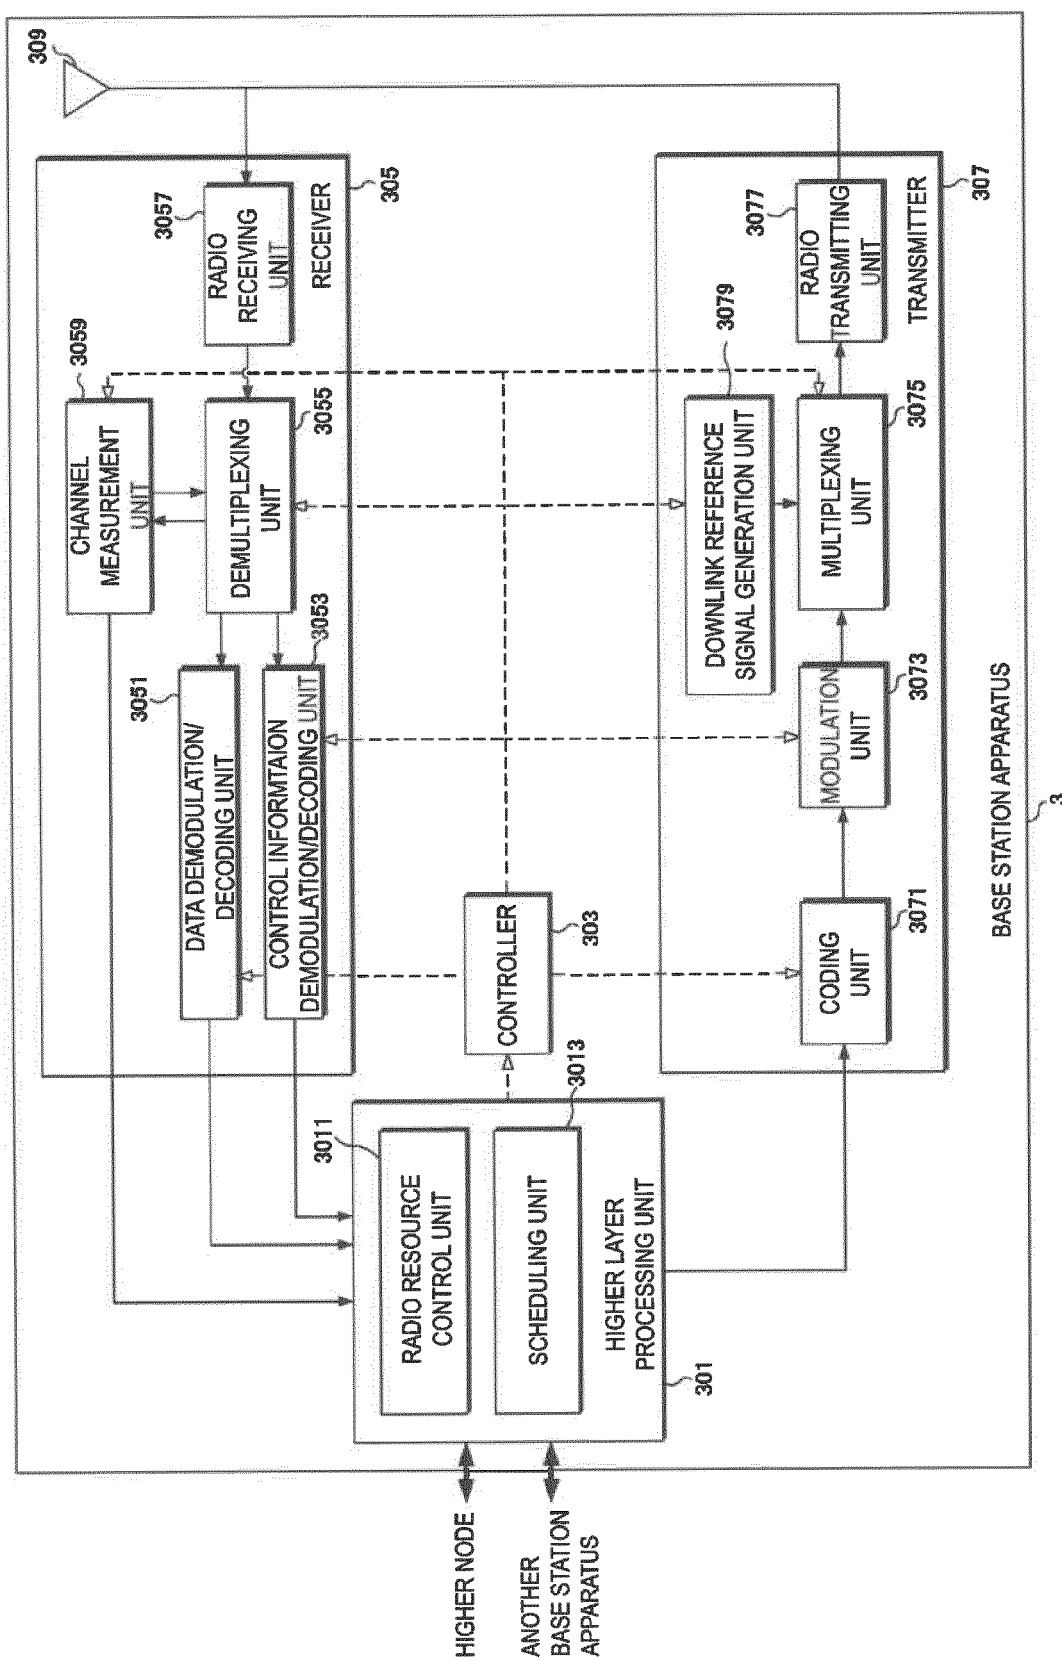 HIGHER NODE
ANOTHER
BASE STATION
APPARATUS
301
HIGHER LAYER
PROCESSING UNIT
RADIO RESOURCE
CONTROL UNIT
3011
SCHEDULING UNIT
3013
CONTROLLER
303
DATA DEMODULATION/
DECODING UNIT
3051
CONTROL INFORMTAION
DEMODULATION/DECODING UNIT
3053
CHANNEL
MEASUREMENT
UNIT
3059
DEMULTIPLEXING
UNIT
3055
RADIO
RECEIVING
UNIT
3057
RECEIVER
305
309
CODING
UNIT
3071
MODULATION
UNIT
3073
DOWNLINK REFERENCE
SIGNAL GENERATION UNIT
3079
MULTIPLEXING
UNIT
3075
RADIO
TRANSMITTING
UNIT
3077
TRANSMITTER
307
BASE STATION APPARATUS
3